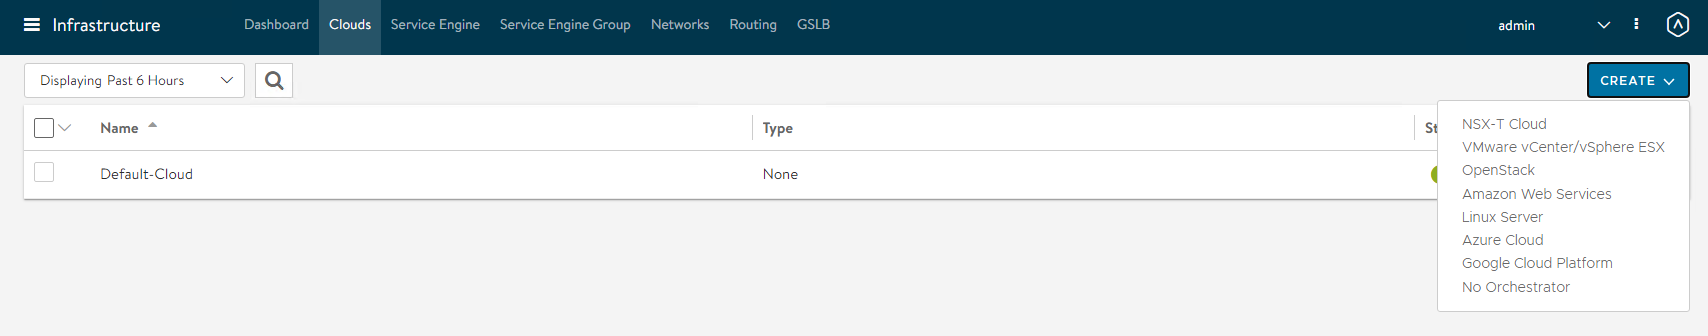 Infrastructure Dashboard Clouds Service Engine Service Engine Group Networks Routing GSLB admin
Displaying Past 6 Hours CREATE
Name Type
Default-Cloud None
NSX-T Cloud
VMware vCenter/vSphere ESX
OpenStack
Amazon Web Services
Linux Server
Azure Cloud
Google Cloud Platform
No Orchestrator